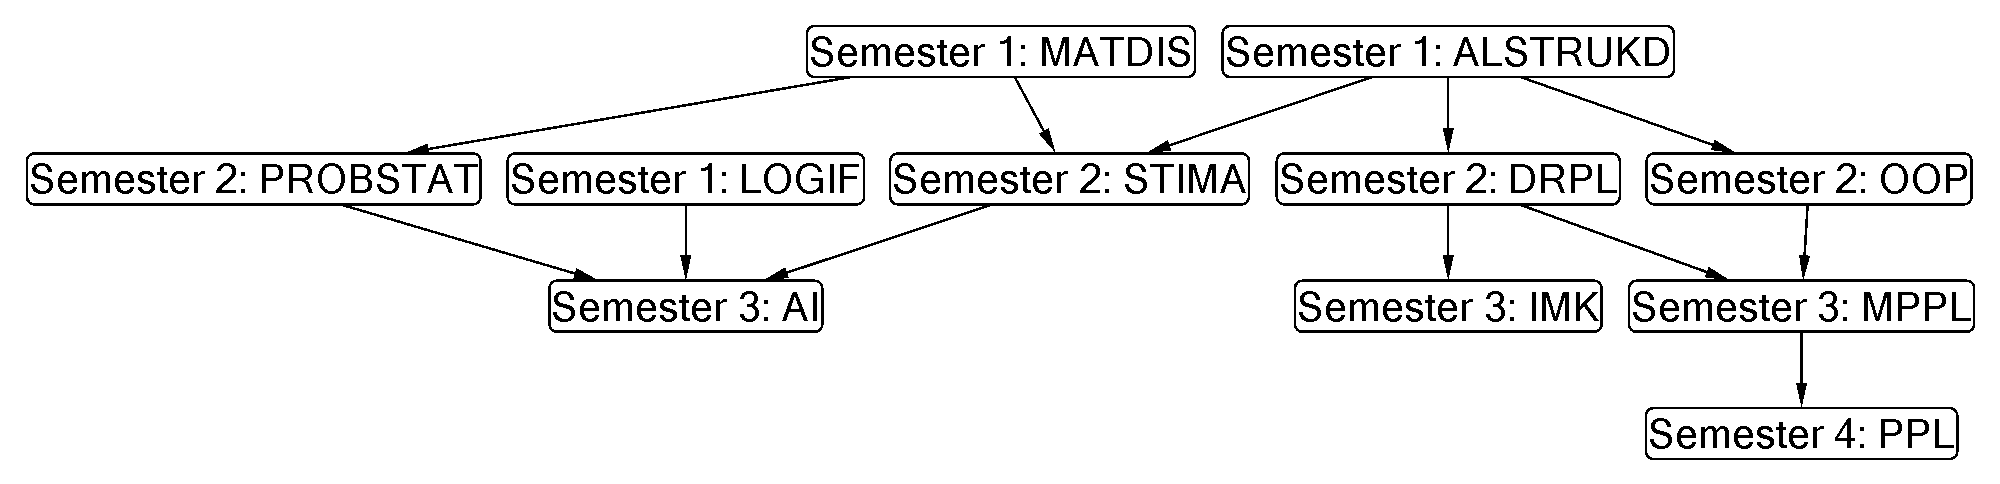 Semester 1: MATDIS
Semester 1: ALSTRUKD
Semester 2: PROBSTAT
Semester 1: LOGIF
Semester 2: STIMA
Semester 2: DRPL
Semester 2: OOP
Semester 3: AI
Semester 3: IMK
Semester 3: MPPL
Semester 4: PPL